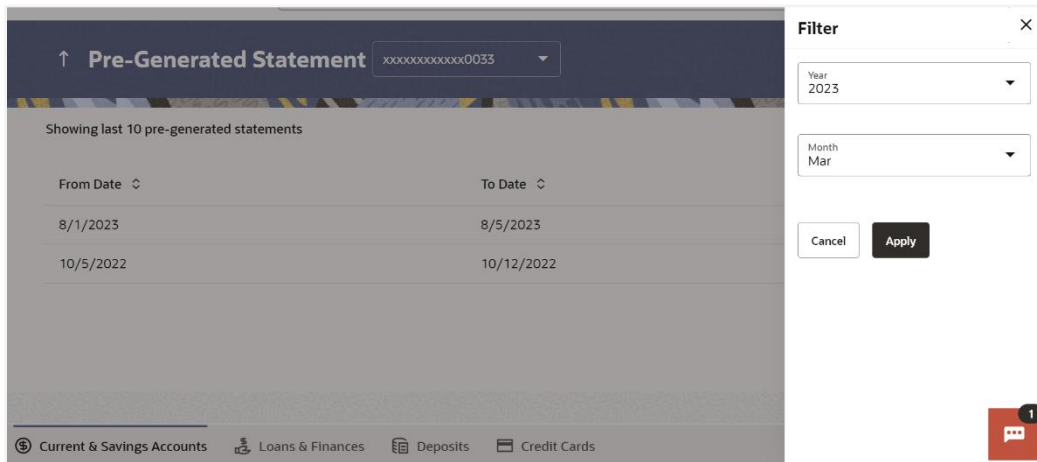 Pre-Generated Statement xxxxxxxxxxxx0033
Showing last 10 pre-generated statements
From Date To Date
8/1/2023 8/5/2023
10/5/2022 10/12/2022
Current & Savings Accounts Loans & Finances Deposits Credit Cards
Filter
Year
2023
Month
Mar
Cancel Apply
1